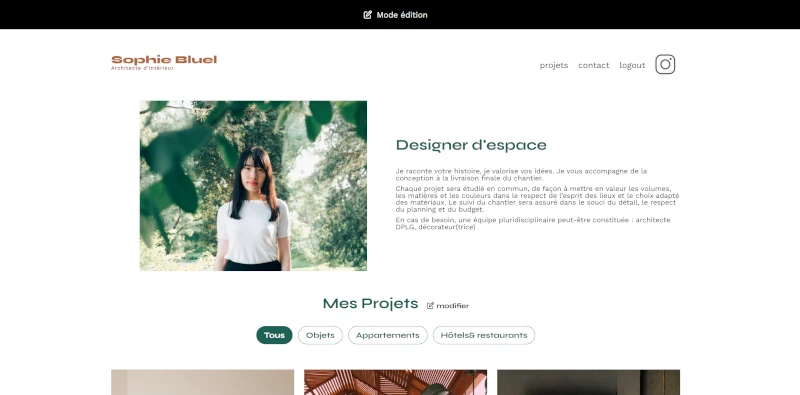 Mode édition
Sophie Bluel
Architecte d'intérieur
projets
contact
logout
Designer d'espace
Je raconte votre histoire, je valorise vos idées. Je vous accompagne de la
conception à la livraison finale du chantier.
Chaque projet sera étudié en commun, de façon à mettre en valeur les volumes,
les matières et les couleurs dans le respect de l'esprit des lieux et le choix adapté
des matériaux. Le suivi du chantier sera assuré dans le souci du détail, le respect
du planning et du budget.
En cas de besoin, une équipe pluridisciplinaire peut-être constituée : architecte
DPLG, décorateur(trice)
Mes Projets
modifier
Tous
Objets
Appartements
Hôtels& restaurants